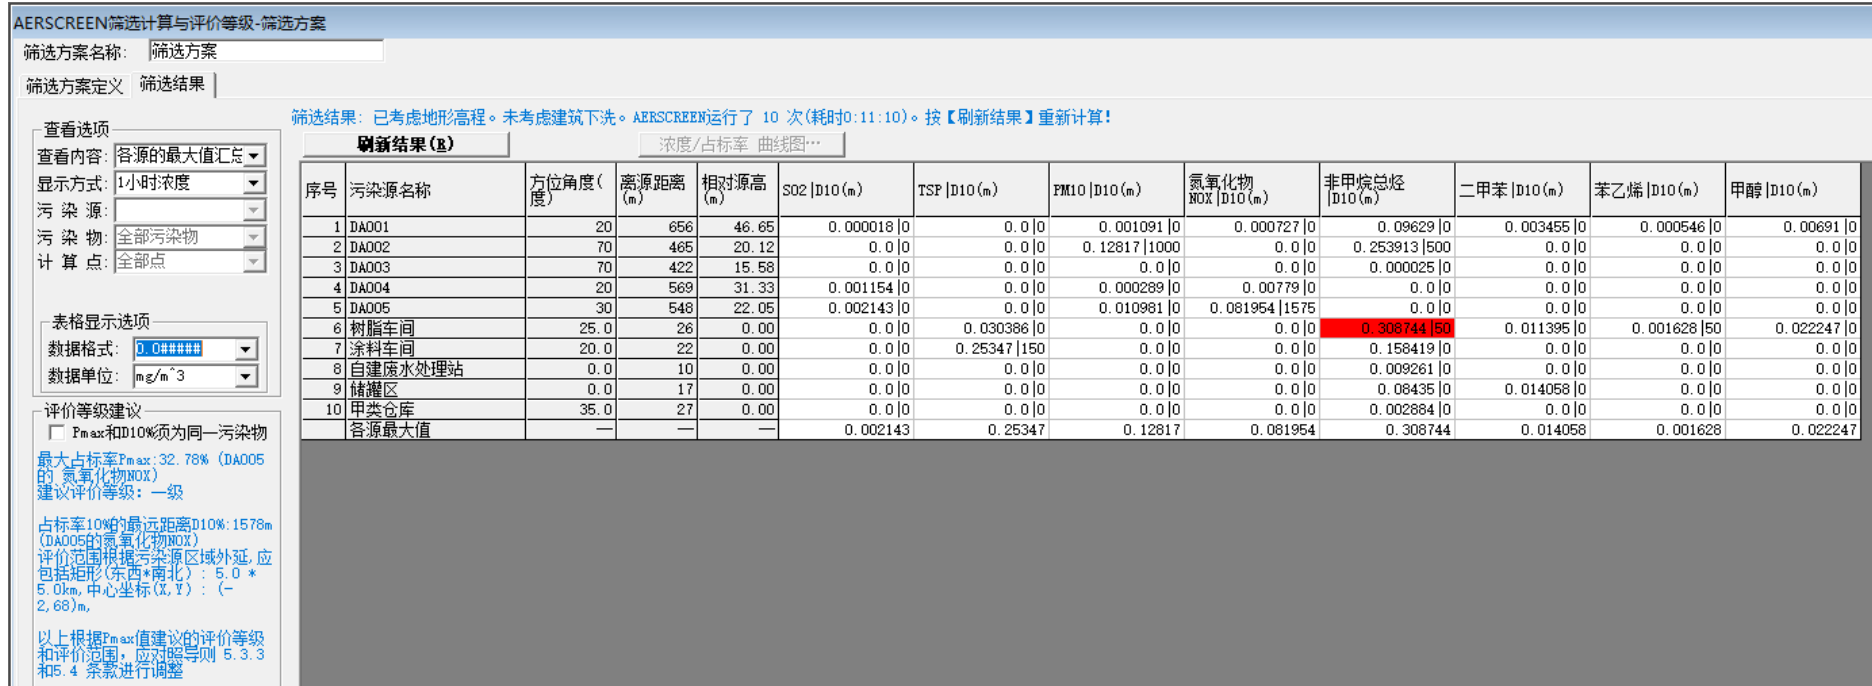 AERSCREEN筛选计算与评价等级-筛选方案
筛选方案名称: 筛选方案
筛选方案定义 筛选结果
筛选结果: 已考虑地形高程。未考虑建筑下洗。AERSCREEN运行了 10 次(耗时0:11:10)。按【刷新结果】重新计算!
刷新结果(R) 浓度/占标率 曲线图…
查看选项
查看内容: 各源的最大值汇总
显示方式: 1小时浓度
污 染 源:
污 染 物: 全部污染物
计 算 点: 全部点
表格显示选项
数据格式: 0.0#####
数据单位: mg/m^3
评价等级建议
Pmax和D10%须为同一污染物
最大占标率Pmax:32.78% (DA005
的 氮氧化物NOX)
建议评价等级: 一级
占标率10%的最远距离D10%:1578m
(DA005的氮氧化物NOX)
评价范围根据污染源区域外延,应
包括矩形(东西*南北) : 5.0 *
5.0km,中心坐标(X,Y) : (-
2,68)m,
以上根据Pmax值建议的评价等级
和评价范围, 应对照导则 5.3.3
和5.4 条款进行调整
序号 污染源名称 方位角度(度) 离源距离(m) 相对源高(m) SO2|D10(m) TSP|D10(m) PM10|D10(m) 氮氧化物NOX|D10(m) 非甲烷总烃|D10(m) 二甲苯|D10(m) 苯乙烯|D10(m) 甲醇|D10(m)
1 DA001 20 656 46.65 0.000018|0 0.0|0 0.001091|0 0.000727|0 0.09629|0 0.003455|0 0.000546|0 0.00691|0
2 DA002 70 465 20.12 0.0|0 0.0|0 0.12817|1000 0.0|0 0.253913|500 0.0|0 0.0|0 0.0|0
3 DA003 70 422 15.58 0.0|0 0.0|0 0.0|0 0.0|0 0.000025|0 0.0|0 0.0|0 0.0|0
4 DA004 20 569 31.33 0.001154|0 0.0|0 0.000289|0 0.00779|0 0.0|0 0.0|0 0.0|0 0.0|0
5 DA005 30 548 22.05 0.002143|0 0.0|0 0.010981|0 0.081954|1575 0.0|0 0.0|0 0.0|0 0.0|0
6 树脂车间 25.0 26 0.00 0.0|0 0.030386|0 0.0|0 0.0|0 0.308744|50 0.011395|0 0.001628|50 0.022247|0
7 涂料车间 20.0 22 0.00 0.0|0 0.25347|150 0.0|0 0.0|0 0.158419|0 0.0|0 0.0|0 0.0|0
8 自建废水处理站 0.0 10 0.00 0.0|0 0.0|0 0.0|0 0.0|0 0.009261|0 0.0|0 0.0|0 0.0|0
9 储罐区 0.0 17 0.00 0.0|0 0.0|0 0.0|0 0.0|0 0.08435|0 0.014058|0 0.0|0 0.0|0
10 甲类仓库 35.0 27 0.00 0.0|0 0.0|0 0.0|0 0.0|0 0.002884|0 0.0|0 0.0|0 0.0|0
各源最大值 — — — 0.002143 0.25347 0.12817 0.081954 0.308744 0.014058 0.001628 0.022247